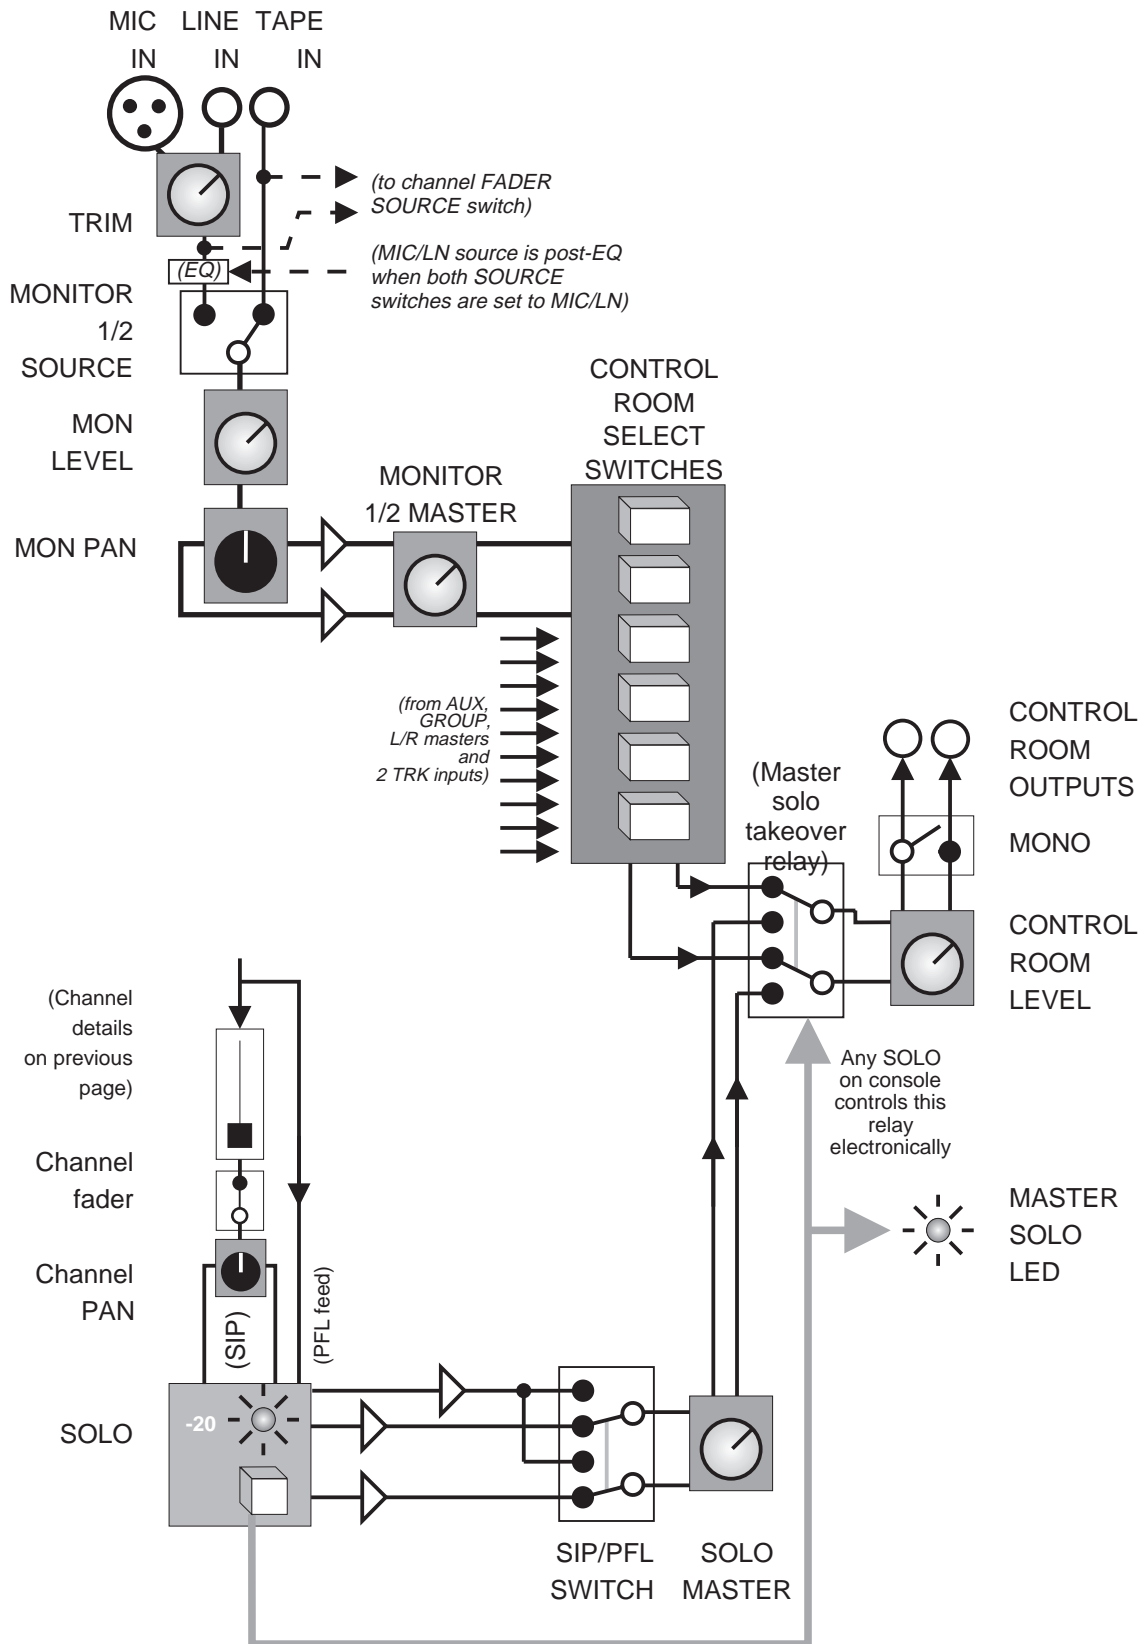 MIC LINE TAPE
IN IN IN
TRIM
(to channel FADER
SOURCE switch)
(EQ)
(MIC/LN source is post-EQ
when both SOURCE
switches are set to MIC/LN)
MONITOR
1/2
SOURCE
MON
LEVEL
MON PAN
MONITOR
1/2 MASTER
CONTROL
ROOM
SELECT
SWITCHES
(from AUX,
GROUP,
L/R masters
and
2 TRK inputs)
(Master
solo
takeover
relay)
CONTROL
ROOM
OUTPUTS
MONO
CONTROL
ROOM
LEVEL
(Channel
details
on previous
page)
Any SOLO
on console
controls this
relay
electronically
Channel
fader
MASTER
SOLO
LED
Channel
PAN
(SIP)
(PFL feed)
SOLO
-20
SIP/PFL
SWITCH
SOLO
MASTER